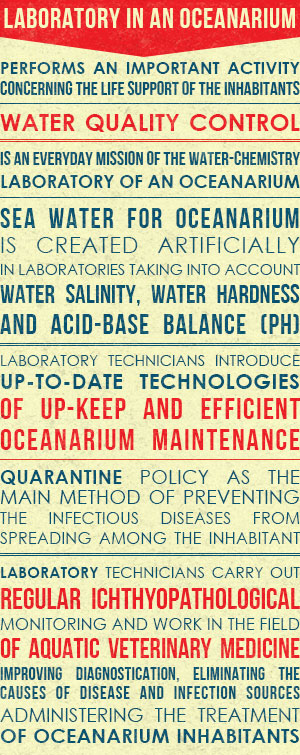 LABORATORY IN AN OCEANARIUM
PERFORMS AN IMPORTANT ACTIVITY
CONCERNING THE LIFE SUPPORT OF THE INHABITANTS
WATER QUALITY CONTROL
IS AN EVERYDAY MISSION OF THE WATER-CHEMISTRY
LABORATORY OF AN OCEANARIUM
SEA WATER FOR OCEANARIUM
IS CREATED ARTIFICIALLY
IN LABORATORIES TAKING INTO ACCOUNT
WATER SALINITY, WATER HARDNESS
AND ACID-BASE BALANCE (PH)
LABORATORY TECHNICIANS INTRODUCE
UP-TO-DATE TECHNOLOGIES
OF UP-KEEP AND EFFICIENT
OCEANARIUM MAINTENANCE
QUARANTINE POLICY AS THE
MAIN METHOD OF PREVENTING
THE INFECTIOUS DISEASES FROM
SPREADING AMONG THE INHABITANT
LABORATORY TECHNICIANS CARRY OUT
REGULAR ICHTHYOPATHOLOGICAL
MONITORING AND WORK IN THE FIELD
OF AQUATIC VETERINARY MEDICINE
IMPROVING DIAGNOSTICATION, ELIMINATING THE
CAUSES OF DISEASE AND INFECTION SOURCES
ADMINISTERING THE TREATMENT
OF OCEANARIUM INHABITANTS